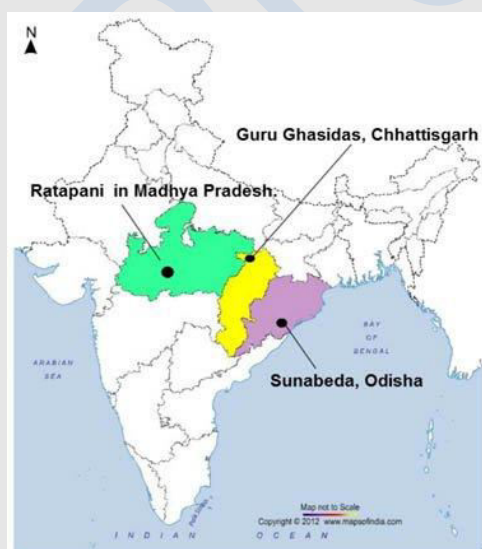 N
Guru Ghasidas, Chhattisgarh
Ratapani in Madhya Pradesh.
ARABIAN
SEA
BAY
OF
BENGAL
Sunabeda, Odisha
Map not to Scale
Copyright © 2012 www.mapsofindia.com
INDIAN OCEAN